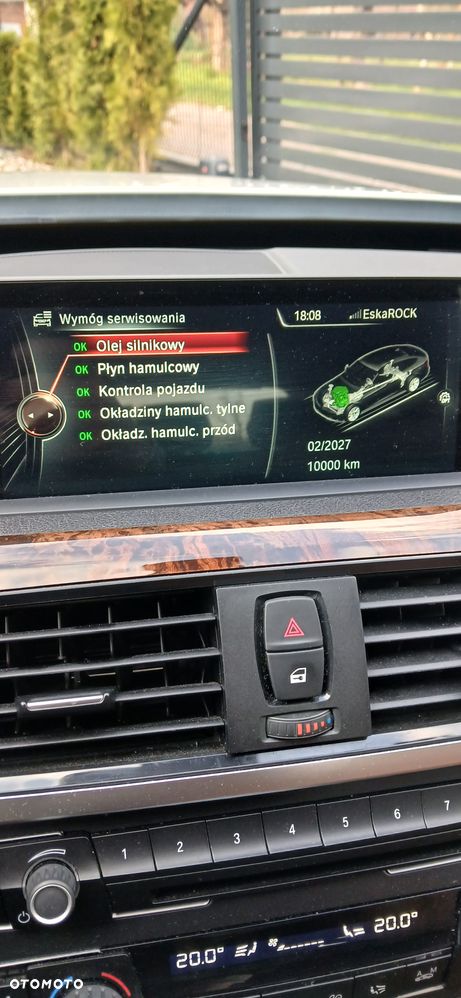 Wymóg serwisowania
18:08
EskaROCK
OK Olej silnikowy
OK Płyn hamulcowy
OK Kontrola pojazdu
OK Okładziny hamulc. tylne
OK Okładz. hamulc. przód
02/2027
10000 km
1 2 3 4 5 6 7
20.0° 20.0°
A M
OTOMOTO